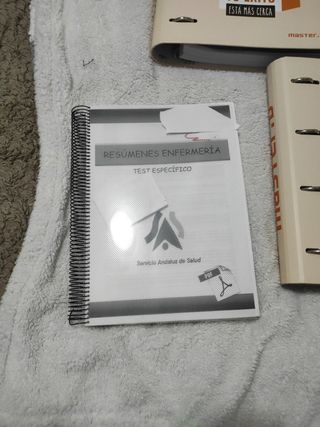 ESTÁ MÁS CERCA
master.
RESÚMENES ENFERMERÍA
TEST ESPECÍFICO
Servicio Andaluz de Salud
PDF